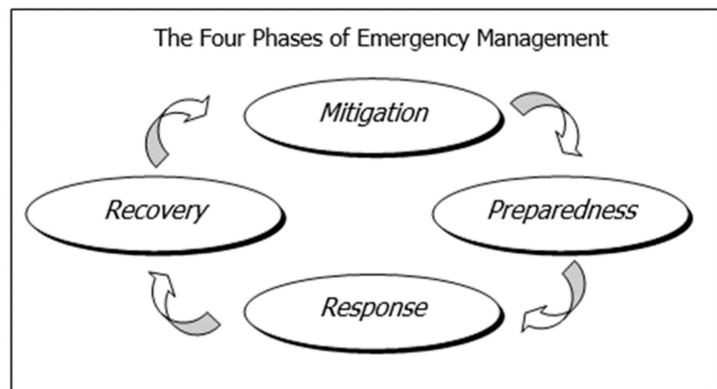 The Four Phases of Emergency Management
Mitigation
Recovery
Preparedness
Response